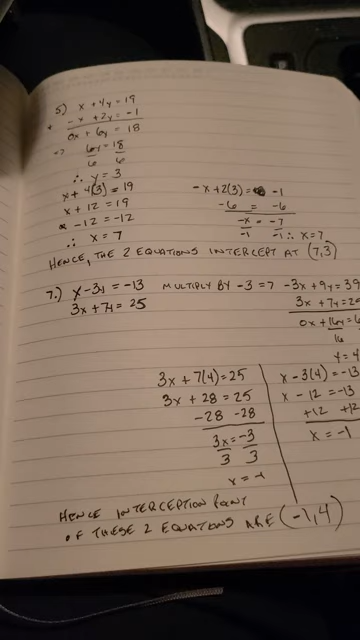 5) x + 4y = 19
+ -x + 2y = -1
0x + 6y = 18
=> 6y = 18
6 6
∴ y = 3
x + 4(3) = 19
x + 12 = 19
-12 = -12
∴ x = 7
-x + 2(3) = -1
-6 = -6
-x = -7
-1 -1 ∴ x = 7
HENCE, THE 2 EQUATIONS INTERCEPT AT (7,3)
7.) x - 3y = -13 MULTIPLY BY -3 = 7 -3x + 9y = 39
3x + 7y = 25
3x + 7y = 2
0x + 16y = 6
16
y = 4
3x + 7(4) = 25
3x + 28 = 25
-28 -28
3x = -3
3 3
x = -1
x - 3(4) = -13
x - 12 = -13
+12 +12
x = -1
HENCE INTERCEPTION POINT
OF THESE 2 EQUATIONS ARE (-1,4)